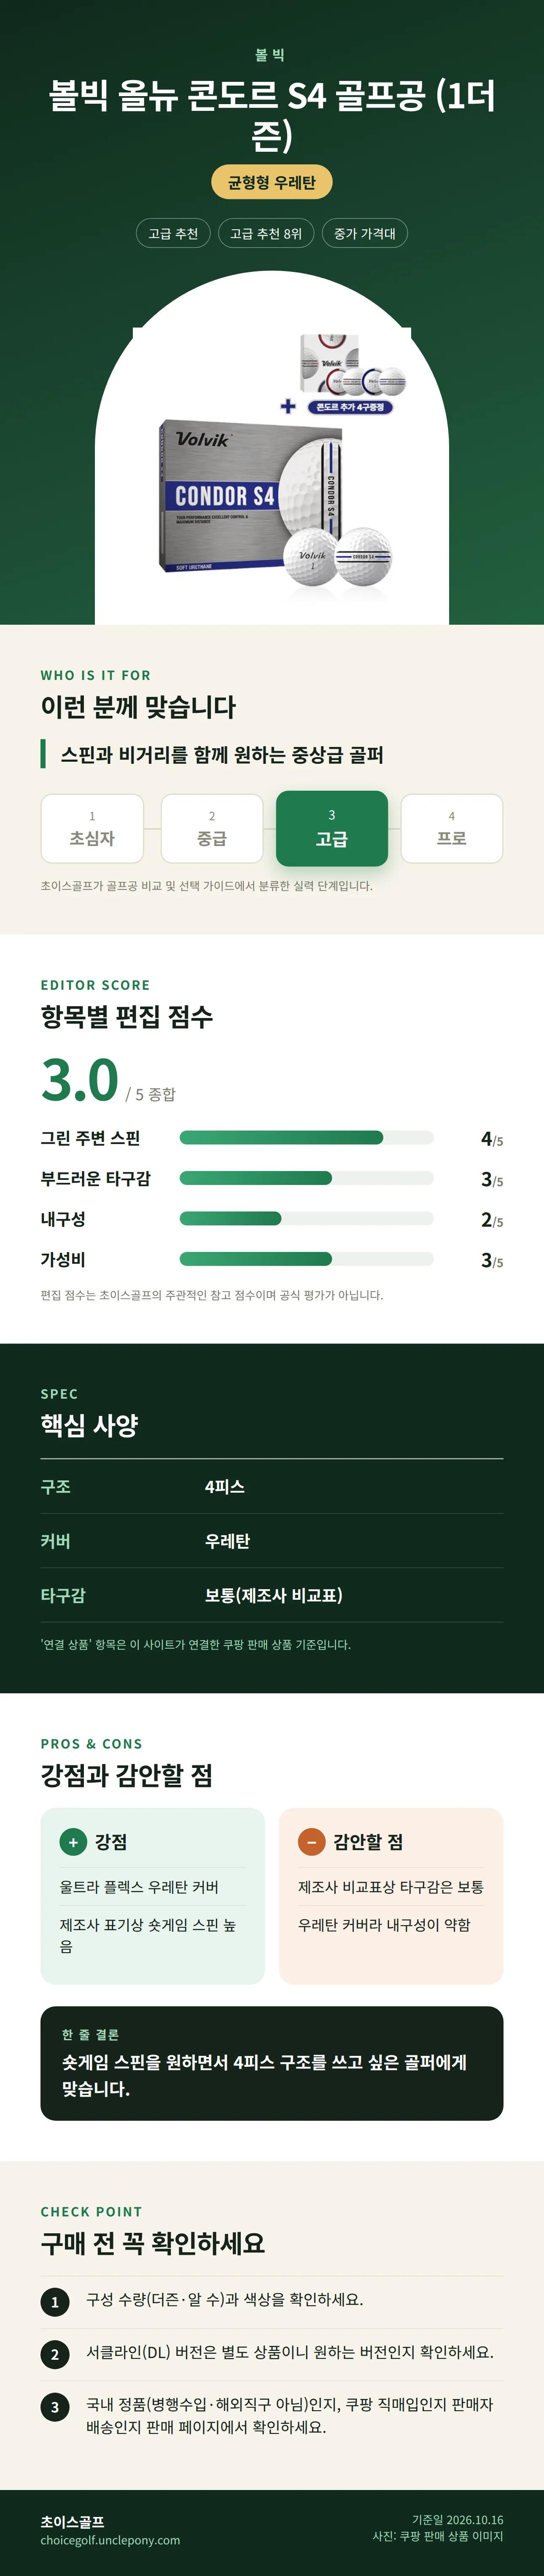 볼빅
볼빅 올뉴 콘도르 S4 골프공 (1더
즌)
균형형 우레탄
고급 추천
고급 추천 8위
중가 가격대
Volvik
+ 콘도르 추가 4구증정
Volvik
CONDOR S4
TOUR PERFORMANCE EXCELLENT CONTROL &
MAXIMUM DISTANCE
SOFT URETHANE
CONDOR S4
Volvik
1
CONDOR S4
WHO IS IT FOR
이런 분께 맞습니다
스핀과 비거리를 함께 원하는 중상급 골퍼
1
초심자
2
중급
3
고급
4
프로
초이스골프가 골프공 비교 및 선택 가이드에서 분류한 실력 단계입니다.
EDITOR SCORE
항목별 편집 점수
3.0 / 5 종합
그린 주변 스핀 4/5
부드러운 타구감 3/5
내구성 2/5
가성비 3/5
편집 점수는 초이스골프의 주관적인 참고 점수이며 공식 평가가 아닙니다.
SPEC
핵심 사양
구조 4피스
커버 우레탄
타구감 보통(제조사 비교표)
'연결 상품' 항목은 이 사이트가 연결한 쿠팡 판매 상품 기준입니다.
PROS & CONS
강점과 감안할 점
+ 강점
울트라 플렉스 우레탄 커버
제조사 표기상 숏게임 스핀 높
음
− 감안할 점
제조사 비교표상 타구감은 보통
우레탄 커버라 내구성이 약함
한 줄 결론
숏게임 스핀을 원하면서 4피스 구조를 쓰고 싶은 골퍼에게
맞습니다.
CHECK POINT
구매 전 꼭 확인하세요
1 구성 수량(더즌·알 수)과 색상을 확인하세요.
2 서클라인(DL) 버전은 별도 상품이니 원하는 버전인지 확인하세요.
3 국내 정품(병행수입·해외직구 아님)인지, 쿠팡 직매입인지 판매자
배송인지 판매 페이지에서 확인하세요.
초이스골프
choicegolf.unclepony.com
기준일 2026.10.16
사진: 쿠팡 판매 상품 이미지